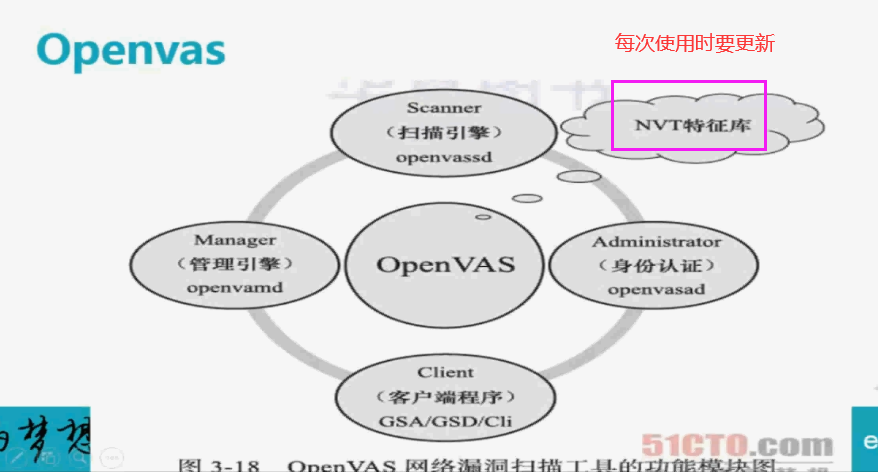 Openvas
每次使用时要更新
Scanner
（扫描引擎）
openvassd
NVT特征库
Manager
（管理引擎）
openvamd
OpenVAS
Administrator
（身份认证）
openvasad
Client
（客户端程序）
GSA/GSD/Cli
梦想
e
51CTO.com
图 3-18 OpenVAS 网络漏洞扫描工具的功能模块图